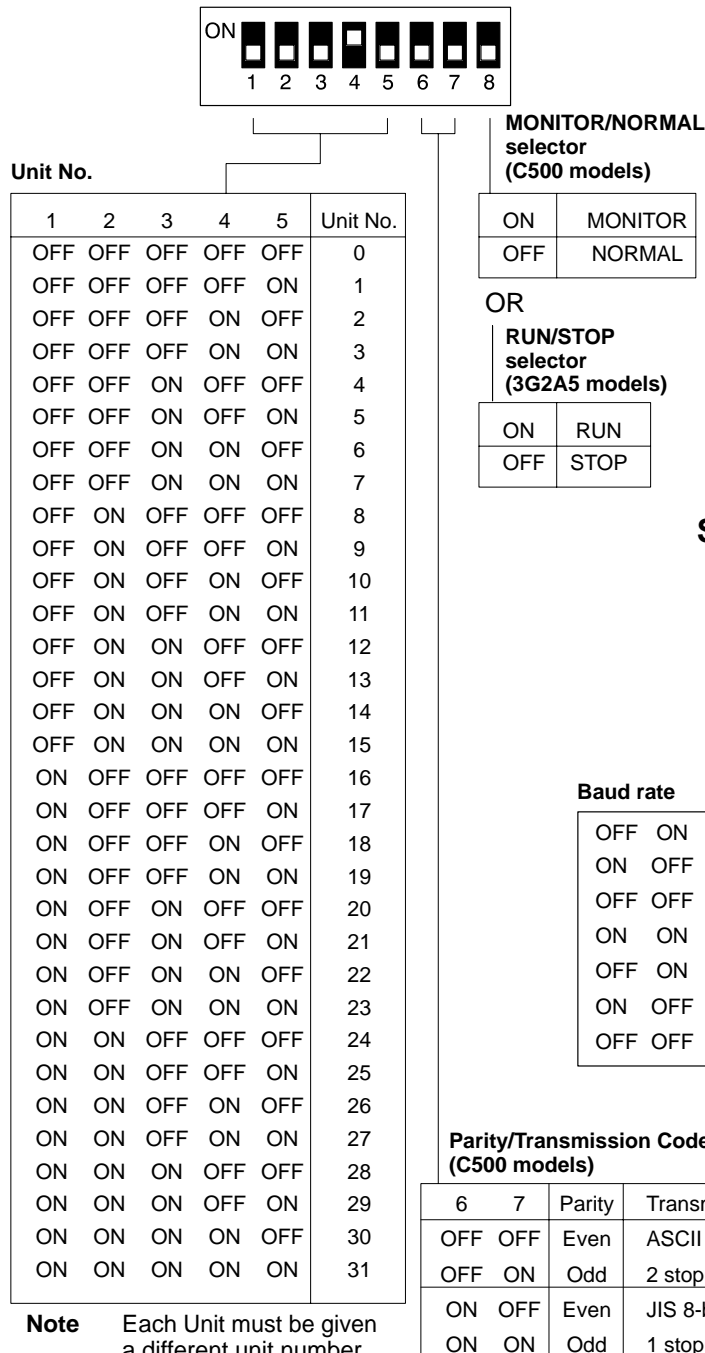 ON
1 2 3 4 5 6 7 8
MONITOR/NORMAL
selector
(C500 models)
ON MONITOR
OFF NORMAL
OR
RUN/STOP
selector
(3G2A5 models)
ON RUN
OFF STOP
Unit No.
1 2 3 4 5 Unit No.
OFF OFF OFF OFF OFF 0
OFF OFF OFF OFF ON 1
OFF OFF OFF ON OFF 2
OFF OFF OFF ON ON 3
OFF OFF ON OFF OFF 4
OFF OFF ON OFF ON 5
OFF OFF ON ON OFF 6
OFF OFF ON ON ON 7
OFF ON OFF OFF OFF 8
OFF ON OFF OFF ON 9
OFF ON OFF ON OFF 10
OFF ON OFF ON ON 11
OFF ON ON OFF OFF 12
OFF ON ON OFF ON 13
OFF ON ON ON OFF 14
OFF ON ON ON ON 15
ON OFF OFF OFF OFF 16
ON OFF OFF OFF ON 17
ON OFF OFF ON OFF 18
ON OFF OFF ON ON 19
ON OFF ON OFF OFF 20
ON OFF ON OFF ON 21
ON OFF ON ON OFF 22
ON OFF ON ON ON 23
ON ON OFF OFF OFF 24
ON ON OFF OFF ON 25
ON ON OFF ON OFF 26
ON ON OFF ON ON 27
ON ON ON OFF OFF 28
ON ON ON OFF ON 29
ON ON ON ON OFF 30
ON ON ON ON ON 31
Note Each Unit must be given
a different unit number
Baud rate
OFF ON
ON OFF
OFF OFF
ON ON
OFF ON
ON OFF
OFF OFF
Parity/Transmission Code
(C500 models)
6 7 Parity
OFF OFF Even ASCII
OFF ON Odd 2 stop
ON OFF Even JIS
ON ON Odd 1 stop